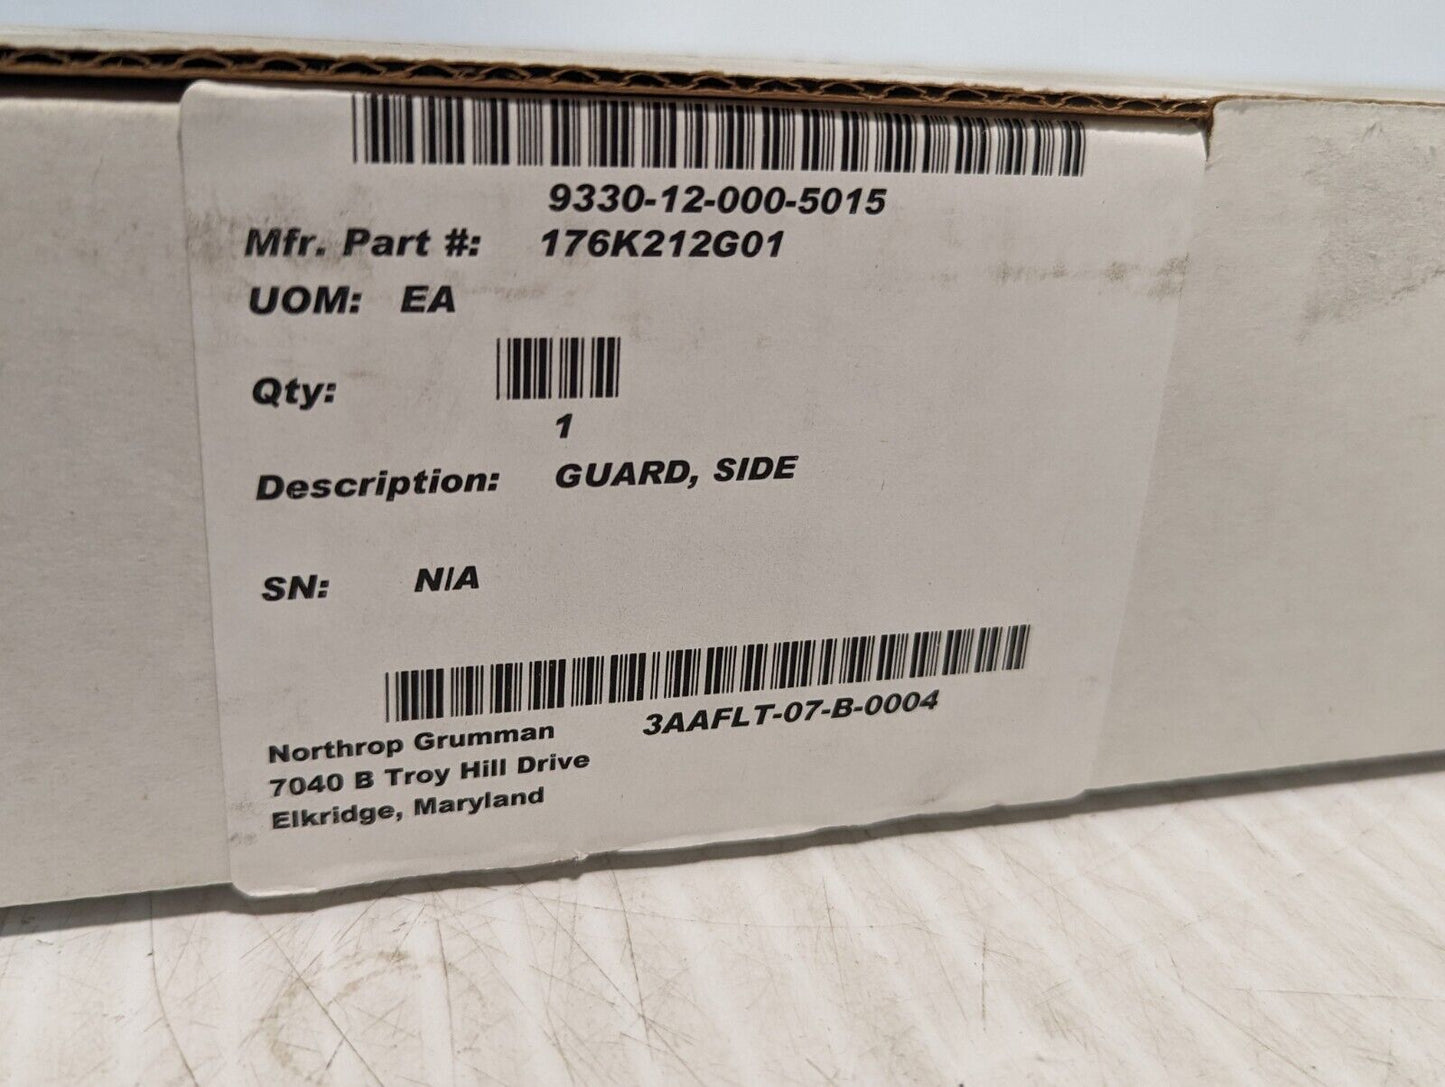 9330-12-000-5015
Mfr. Part #: 176K212G01
UOM: EA
Qty: 1
Description: GUARD, SIDE
SN: N/A
3AAFLT-07-B-0004
Northrop Grumman
7040 B Troy Hill Drive
Elkridge, Maryland